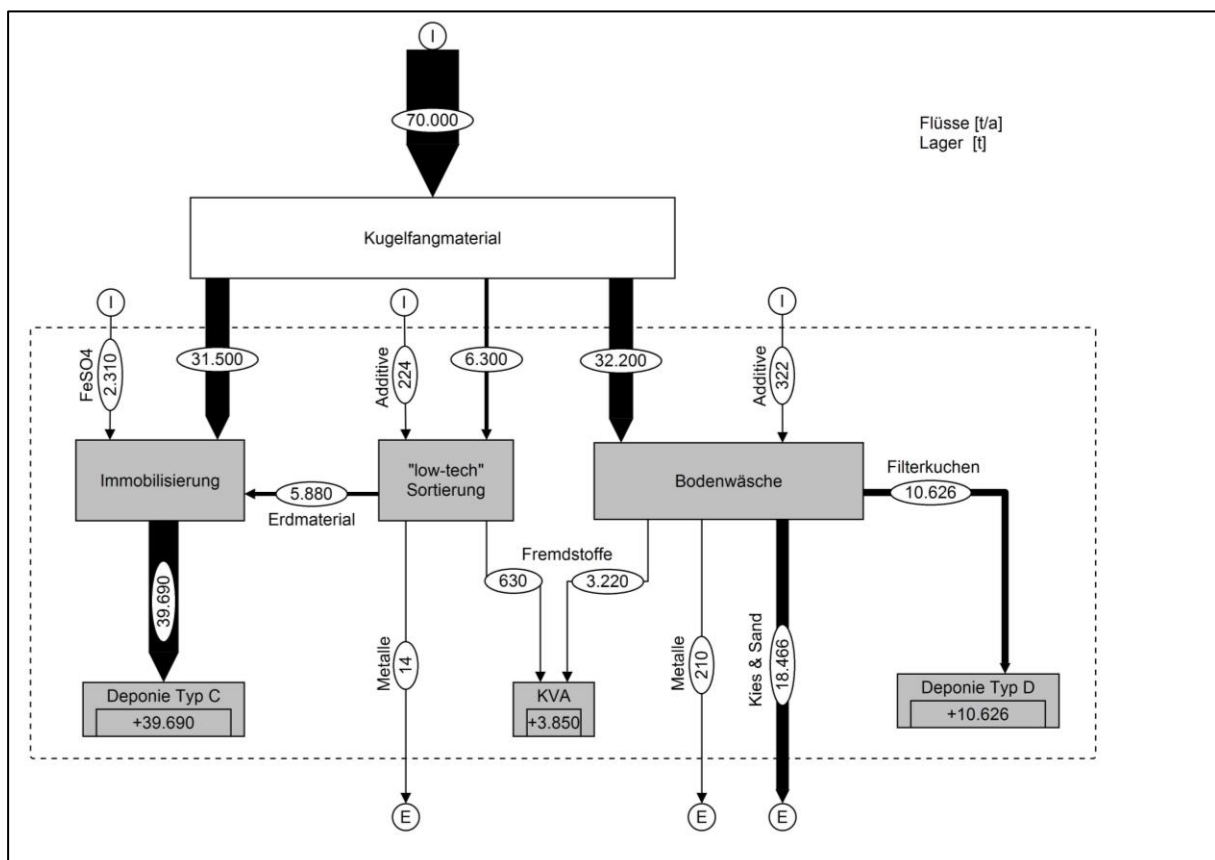 I
70.000
Flüsse [t/a]
Lager [t]
Kugelfangmaterial
I
I
I
FeSO4
2.310
31.500
Additive
224
6.300
32.200
Additive
322
Immobilisierung
"low-tech"
Sortierung
Bodenwäsche
Filterkuchen
10.626
5.880
Erdmaterial
Fremdstoffe
630
3.220
39.690
Metalle
14
Metalle
210
Kies & Sand
18.466
Deponie Typ C
+39.690
KVA
+3.850
Deponie Typ D
+10.626
E
E
E